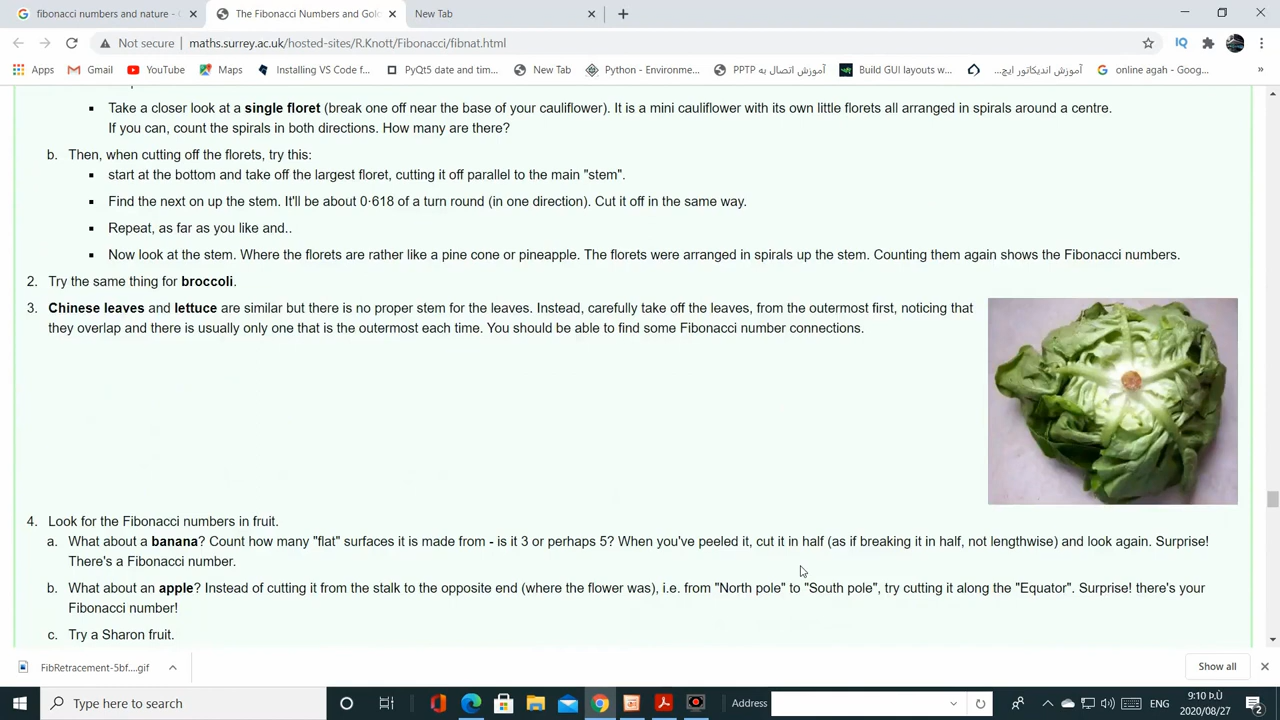 fibonacci numbers and nature - G
The Fibonacci Numbers and Gold
New Tab
Not secure
maths.surrey.ac.uk/hosted-sites/R.Knott/Fibonacci/fibnat.html
Apps
Gmail
YouTube
Maps
Installing VS Code f...
PyQt5 date and tim...
New Tab
Python - Environme...
آموزش اتصال به PPTP
Build GUI layouts w...
آموزش اندیکاتور ایچ...
online agah - Goog...
Take a closer look at a single floret (break one off near the base of your cauliflower). It is a mini cauliflower with its own little florets all arranged in spirals around a centre.
If you can, count the spirals in both directions. How many are there?
b. Then, when cutting off the florets, try this:
start at the bottom and take off the largest floret, cutting it off parallel to the main "stem".
Find the next on up the stem. It'll be about 0·618 of a turn round (in one direction). Cut it off in the same way.
Repeat, as far as you like and..
Now look at the stem. Where the florets are rather like a pine cone or pineapple. The florets were arranged in spirals up the stem. Counting them again shows the Fibonacci numbers.
2. Try the same thing for broccoli.
3. Chinese leaves and lettuce are similar but there is no proper stem for the leaves. Instead, carefully take off the leaves, from the outermost first, noticing that
they overlap and there is usually only one that is the outermost each time. You should be able to find some Fibonacci number connections.
4. Look for the Fibonacci numbers in fruit.
a. What about a banana? Count how many "flat" surfaces it is made from - is it 3 or perhaps 5? When you've peeled it, cut it in half (as if breaking it in half, not lengthwise) and look again. Surprise!
There's a Fibonacci number.
b. What about an apple? Instead of cutting it from the stalk to the opposite end (where the flower was), i.e. from "North pole" to "South pole", try cutting it along the "Equator". Surprise! there's your
Fibonacci number!
c. Try a Sharon fruit.
FibRetracement-5bf....gif
Show all
Type here to search
Address
ENG
9:10 ب.ظ
2020/08/27
2